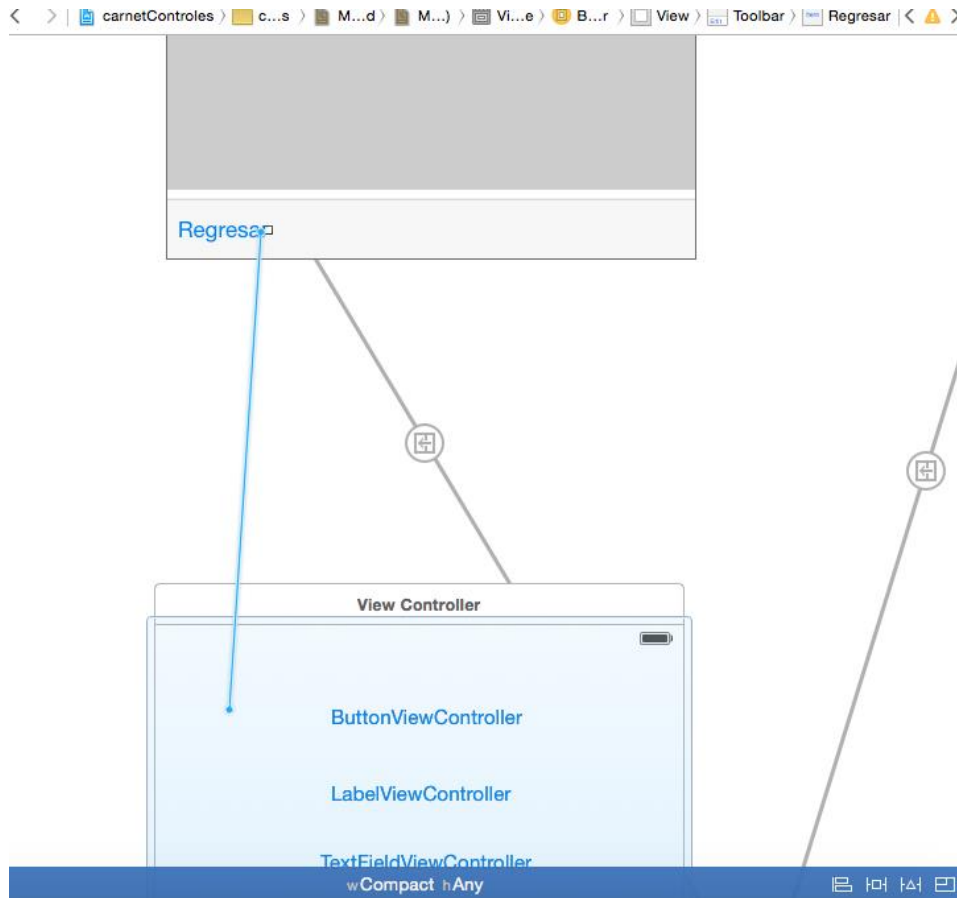 carnetControles c...s M...d) M...) Vi...e B...r View Toolbar Regresar
Regresar
View Controller
ButtonViewController
LabelViewController
TextFieldViewController
wCompact hAny